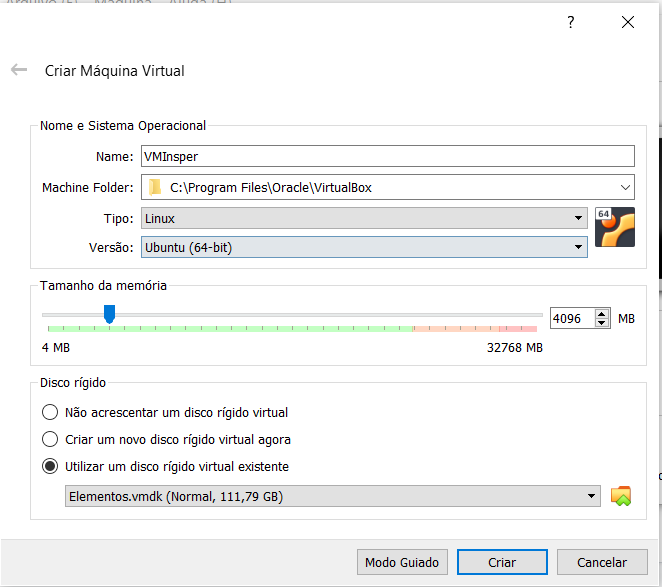 ?
Criar Máquina Virtual
Nome e Sistema Operacional
Name: VMInsper
Machine Folder: C:\Program Files\Oracle\VirtualBox
Tipo: Linux
64
Versão: Ubuntu (64-bit)
Tamanho da memória
4096 MB
4 MB 32768 MB
Disco rígido
Não acrescentar um disco rígido virtual
Criar um novo disco rígido virtual agora
Utilizar um disco rígido virtual existente
Elementos.vmdk (Normal, 111,79 GB)
Modo Guiado Criar Cancelar